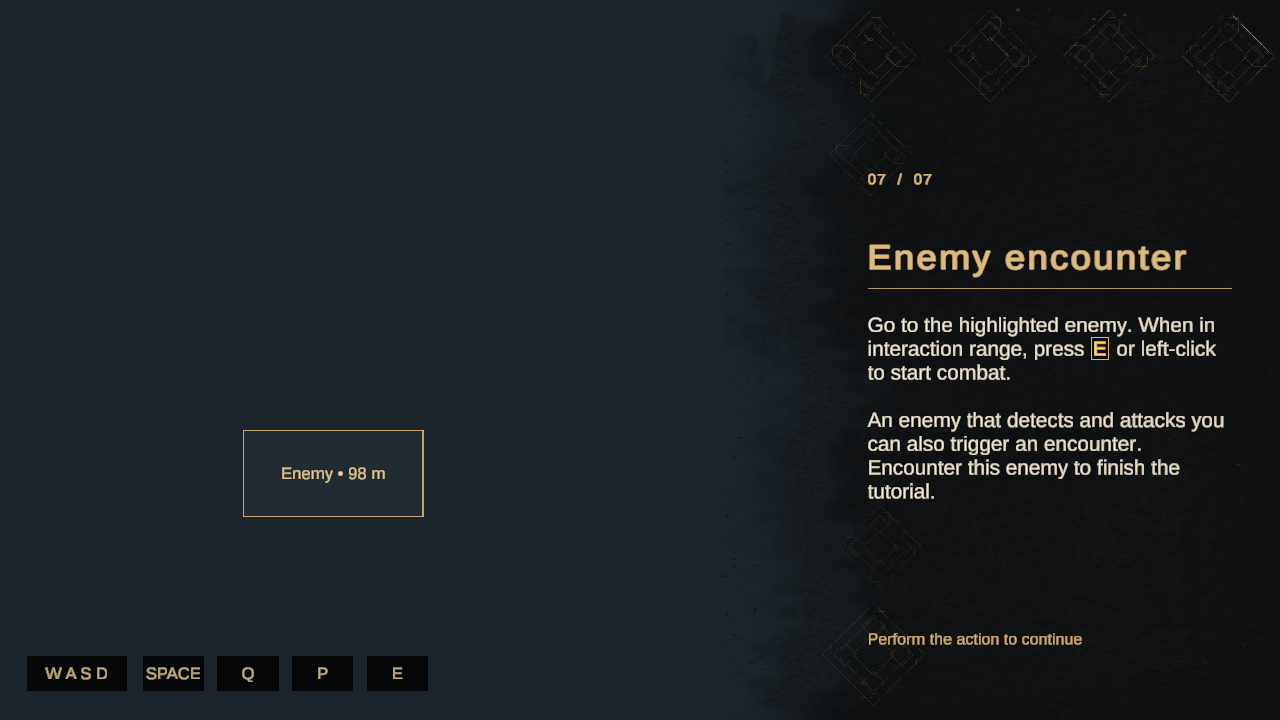 07 / 07
Enemy encounter
Go to the highlighted enemy. When in
interaction range, press E or left-click
to start combat.
An enemy that detects and attacks you
can also trigger an encounter.
Encounter this enemy to finish the
tutorial.
Enemy • 98 m
Perform the action to continue
WASD SPACE Q P E